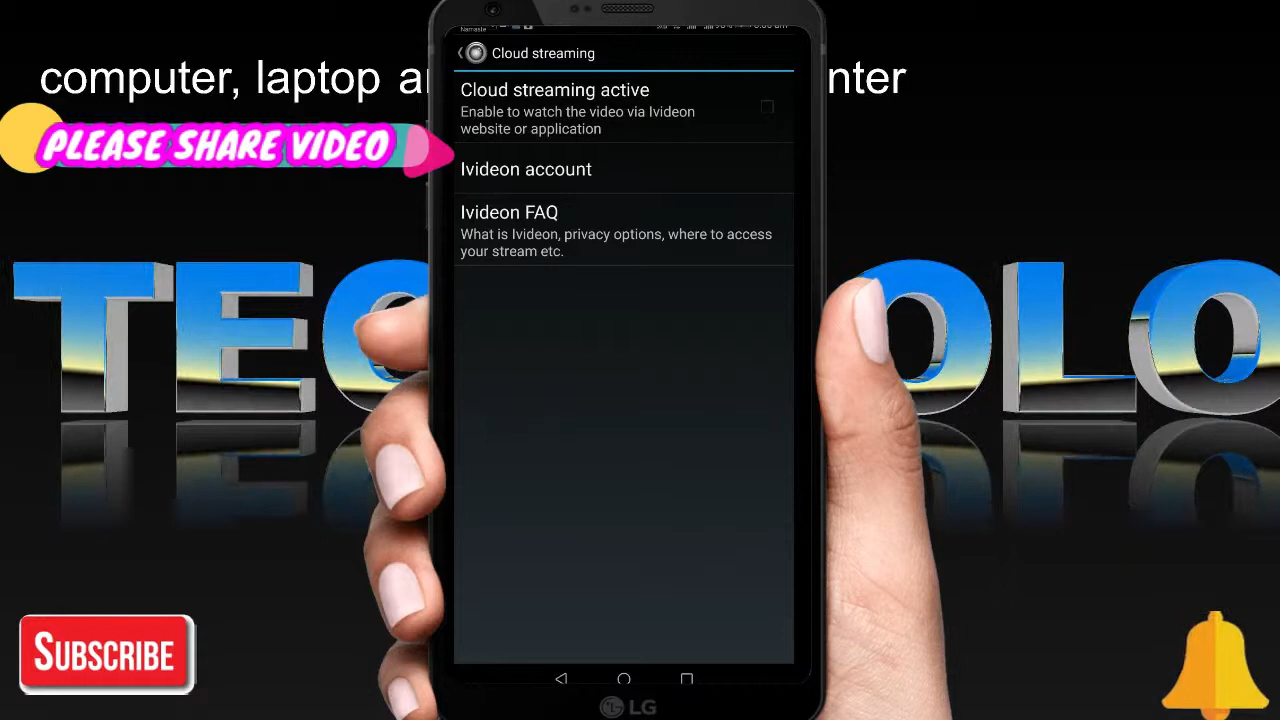 Namaste
Cloud streaming
computer, laptop a
nter
Cloud streaming active
Enable to watch the video via Ivideon
website or application
PLEASE SHARE VIDEO
Ivideon account
Ivideon FAQ
What is Ivideon, privacy options, where to access
your stream etc.
TEC
OLO
SUBSCRIBE
LG